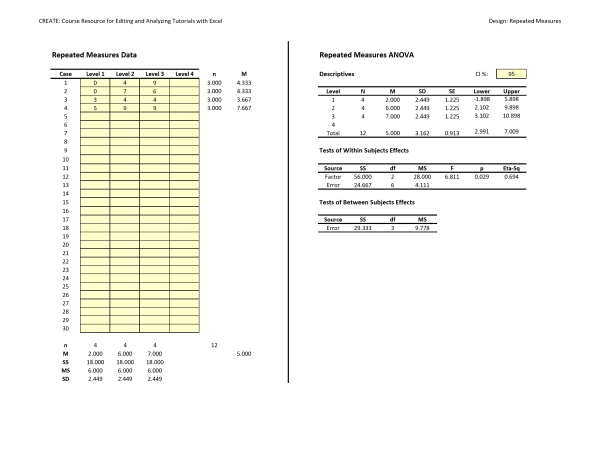 CREATE: Course Resource for Editing and Analyzing Tutorials with Excel
Design: Repeated Measures
Repeated Measures Data
Case Level 1 Level 2 Level 3 Level 4 n M
1 0 4 9 3.000 4.333
2 0 7 6 3.000 4.333
3 3 4 4 3.000 3.667
4 5 9 9 3.000 7.667
5
6
7
8
9
10
11
12
13
14
15
16
17
18
19
20
21
22
23
24
25
26
27
28
29
30
n 4 4 4 12
M 2.000 6.000 7.000 5.000
SS 18.000 18.000 18.000
MS 6.000 6.000 6.000
SD 2.449 2.449 2.449
Repeated Measures ANOVA
Descriptives CI %: 95
Level N M SD SE Lower Upper
1 4 2.000 2.449 1.225 -1.898 5.898
2 4 6.000 2.449 1.225 2.102 9.898
3 4 7.000 2.449 1.225 3.102 10.898
4
Total 12 5.000 3.162 0.913 2.991 7.009
Tests of Within Subjects Effects
Source SS df MS F p Eta-Sq
Factor 56.000 2 28.000 6.811 0.029 0.694
Error 24.667 6 4.111
Tests of Between Subjects Effects
Source SS df MS
Error 29.333 3 9.778